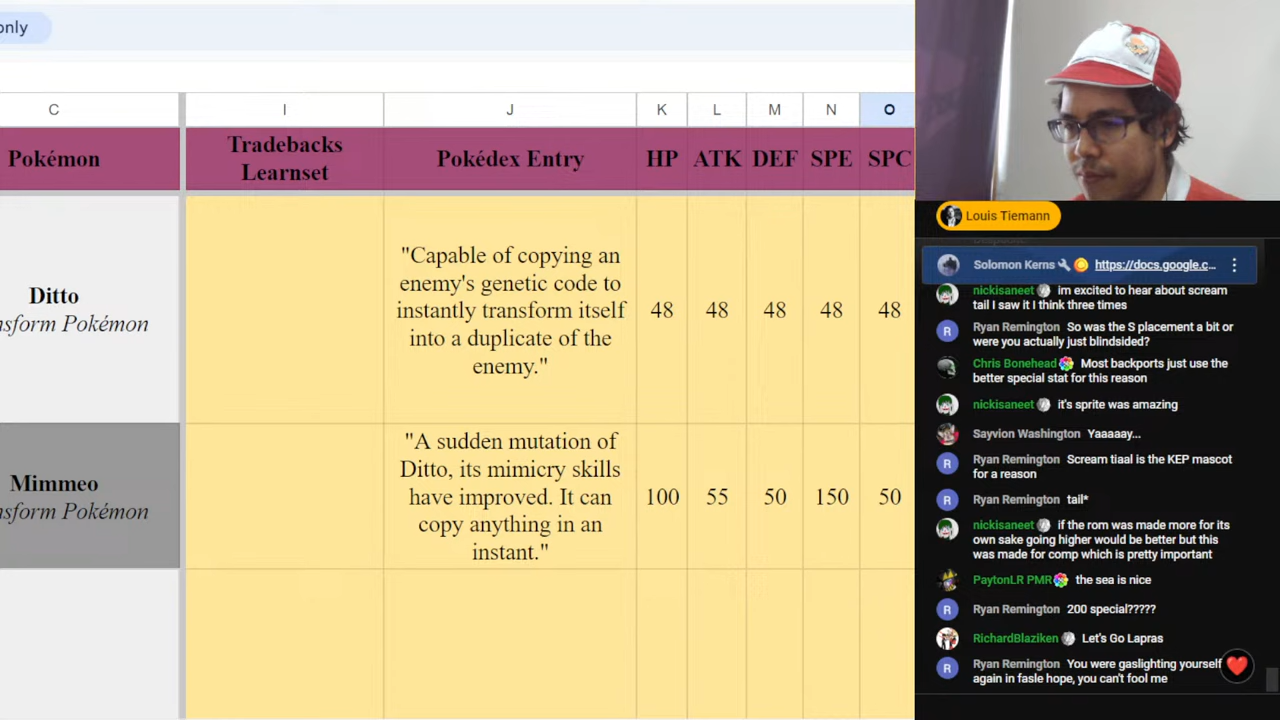 only
C
I
J
K
L
M
N
O
Pokémon
Tradebacks
Learnset
Pokédex Entry
HP
ATK
DEF
SPE
SPC
Ditto
nsform Pokémon
"Capable of copying an
enemy's genetic code to
instantly transform itself
into a duplicate of the
enemy."
48
48
48
48
48
Mimmeo
nsform Pokémon
"A sudden mutation of
Ditto, its mimicry skills
have improved. It can
copy anything in an
instant."
100
55
50
150
50
Louis Tiemann
Solomon Kerns https://docs.google.c...
nickisaneet im excited to hear about scream
tail I saw it I think three times
Ryan Remington So was the S placement a bit or
were you actually just blindsided?
Chris Bonehead Most backports just use the
better special stat for this reason
nickisaneet it's sprite was amazing
Sayvion Washington Yaaaaay...
Ryan Remington Scream tiaal is the KEP mascot
for a reason
Ryan Remington tail*
nickisaneet if the rom was made more for its
own sake going higher would be better but this
was made for comp which is pretty important
PaytonLR PMR the sea is nice
Ryan Remington 200 special?????
RichardBlaziken Let's Go Lapras
Ryan Remington You were gaslighting yourself
again in fasle hope, you can't fool me